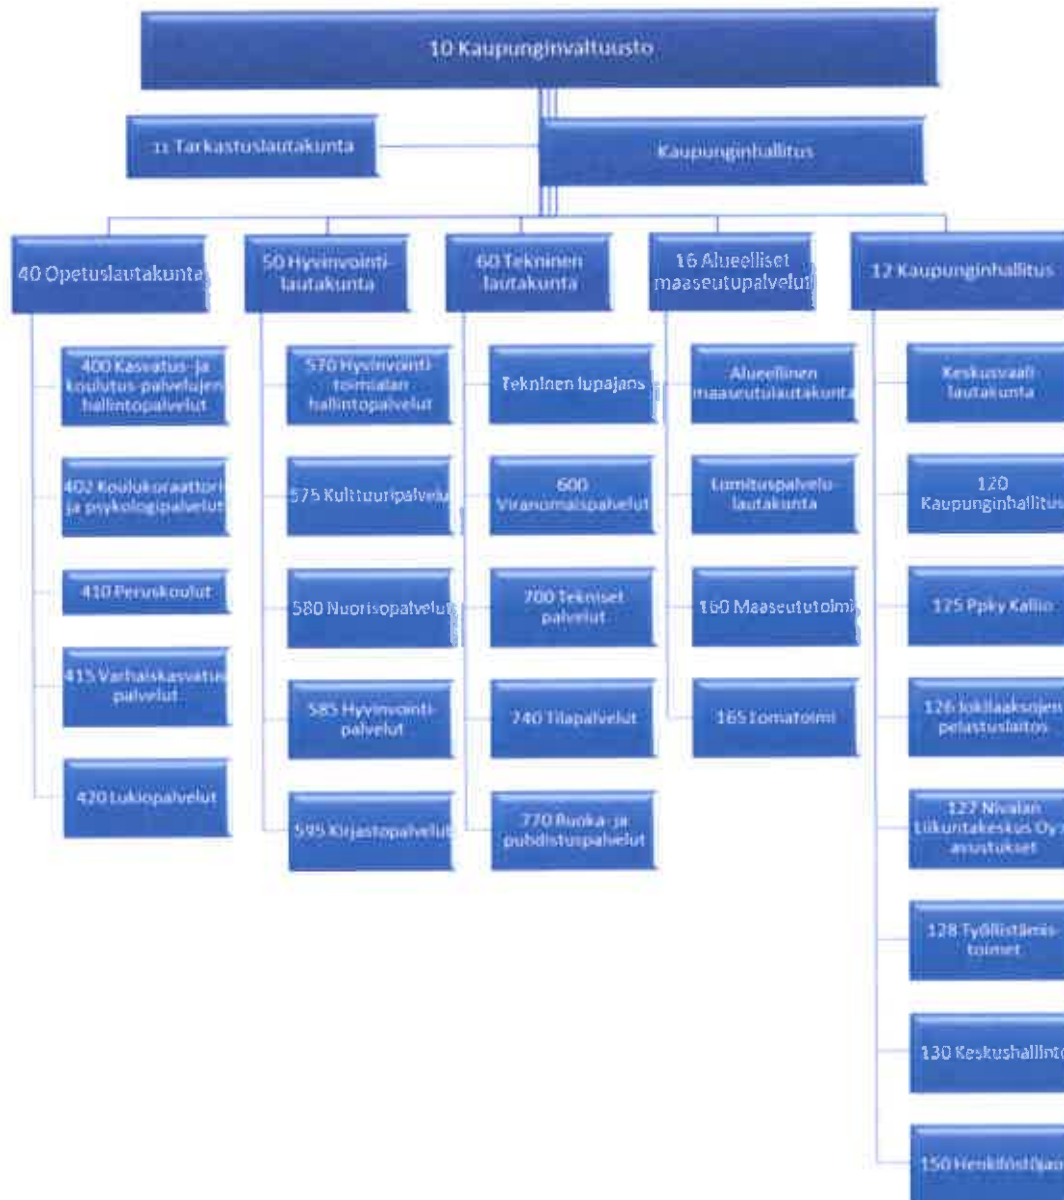 10 Kaupunginvaltuusto
11 Tarkastuslautakunta
Kaupunginhallitus
40 Opetuslautakunta
50 Hyvinvointi-
lautakunta
60 Tekninen
lautakunta
16 Alueelliset
maaseutupalvelut
12 Kaupunginhallitus
400 Kasvatus- ja
koulutus-palvelujen
hallintopalvelut
402 Koulukoraattori
ja psykologipalvelut
410 Peruskoulut
415 Varhaiskasvatus
palvelut
420 Lukiopalvelut
570 Hyvinvointi-
toimialan
hallintopalvelut
575 Kulttuuripalvelu
580 Nuorisopalvelut
585 Hyvinvointi-
palvelut
595 Kirjastopalvelut
Tekninen lupajaos
600
Viranomaispalvelut
700 Tekniset
palvelut
740 Tilapalvelut
770 Ruoka- ja
puhdistuspalvelut
Alueellinen
maaseutulautakunta
Lomituspalvelu
lautakunta
160 Maaseututoimi
165 Lomatoimi
Keskusvaali
lautakunta
120
Kaupunginhallitus
125 Ppky Kallio
126 Jokilaaksojen
pelastuslaitos
127 Nivalan
Liikuntakeskus Oy
avustukset
128 Työllistämis-
toimet
130 Keskushallinto
150 Henkilöstöjao